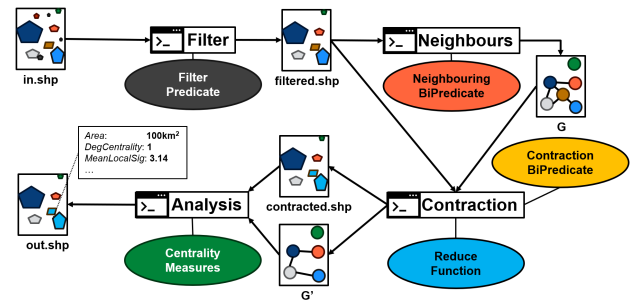 >_ Filter
>_ Neighbours
in.shp
Filter
Predicate
filtered.shp
Neighbouring
BiPredicate
G
Area: 100km²
DegCentrality: 1
MeanLocalSig: 3.14
...
Contraction
BiPredicate
>_ Analysis
contracted.shp
>_ Contraction
out.shp
Centrality
Measures
G'
Reduce
Function